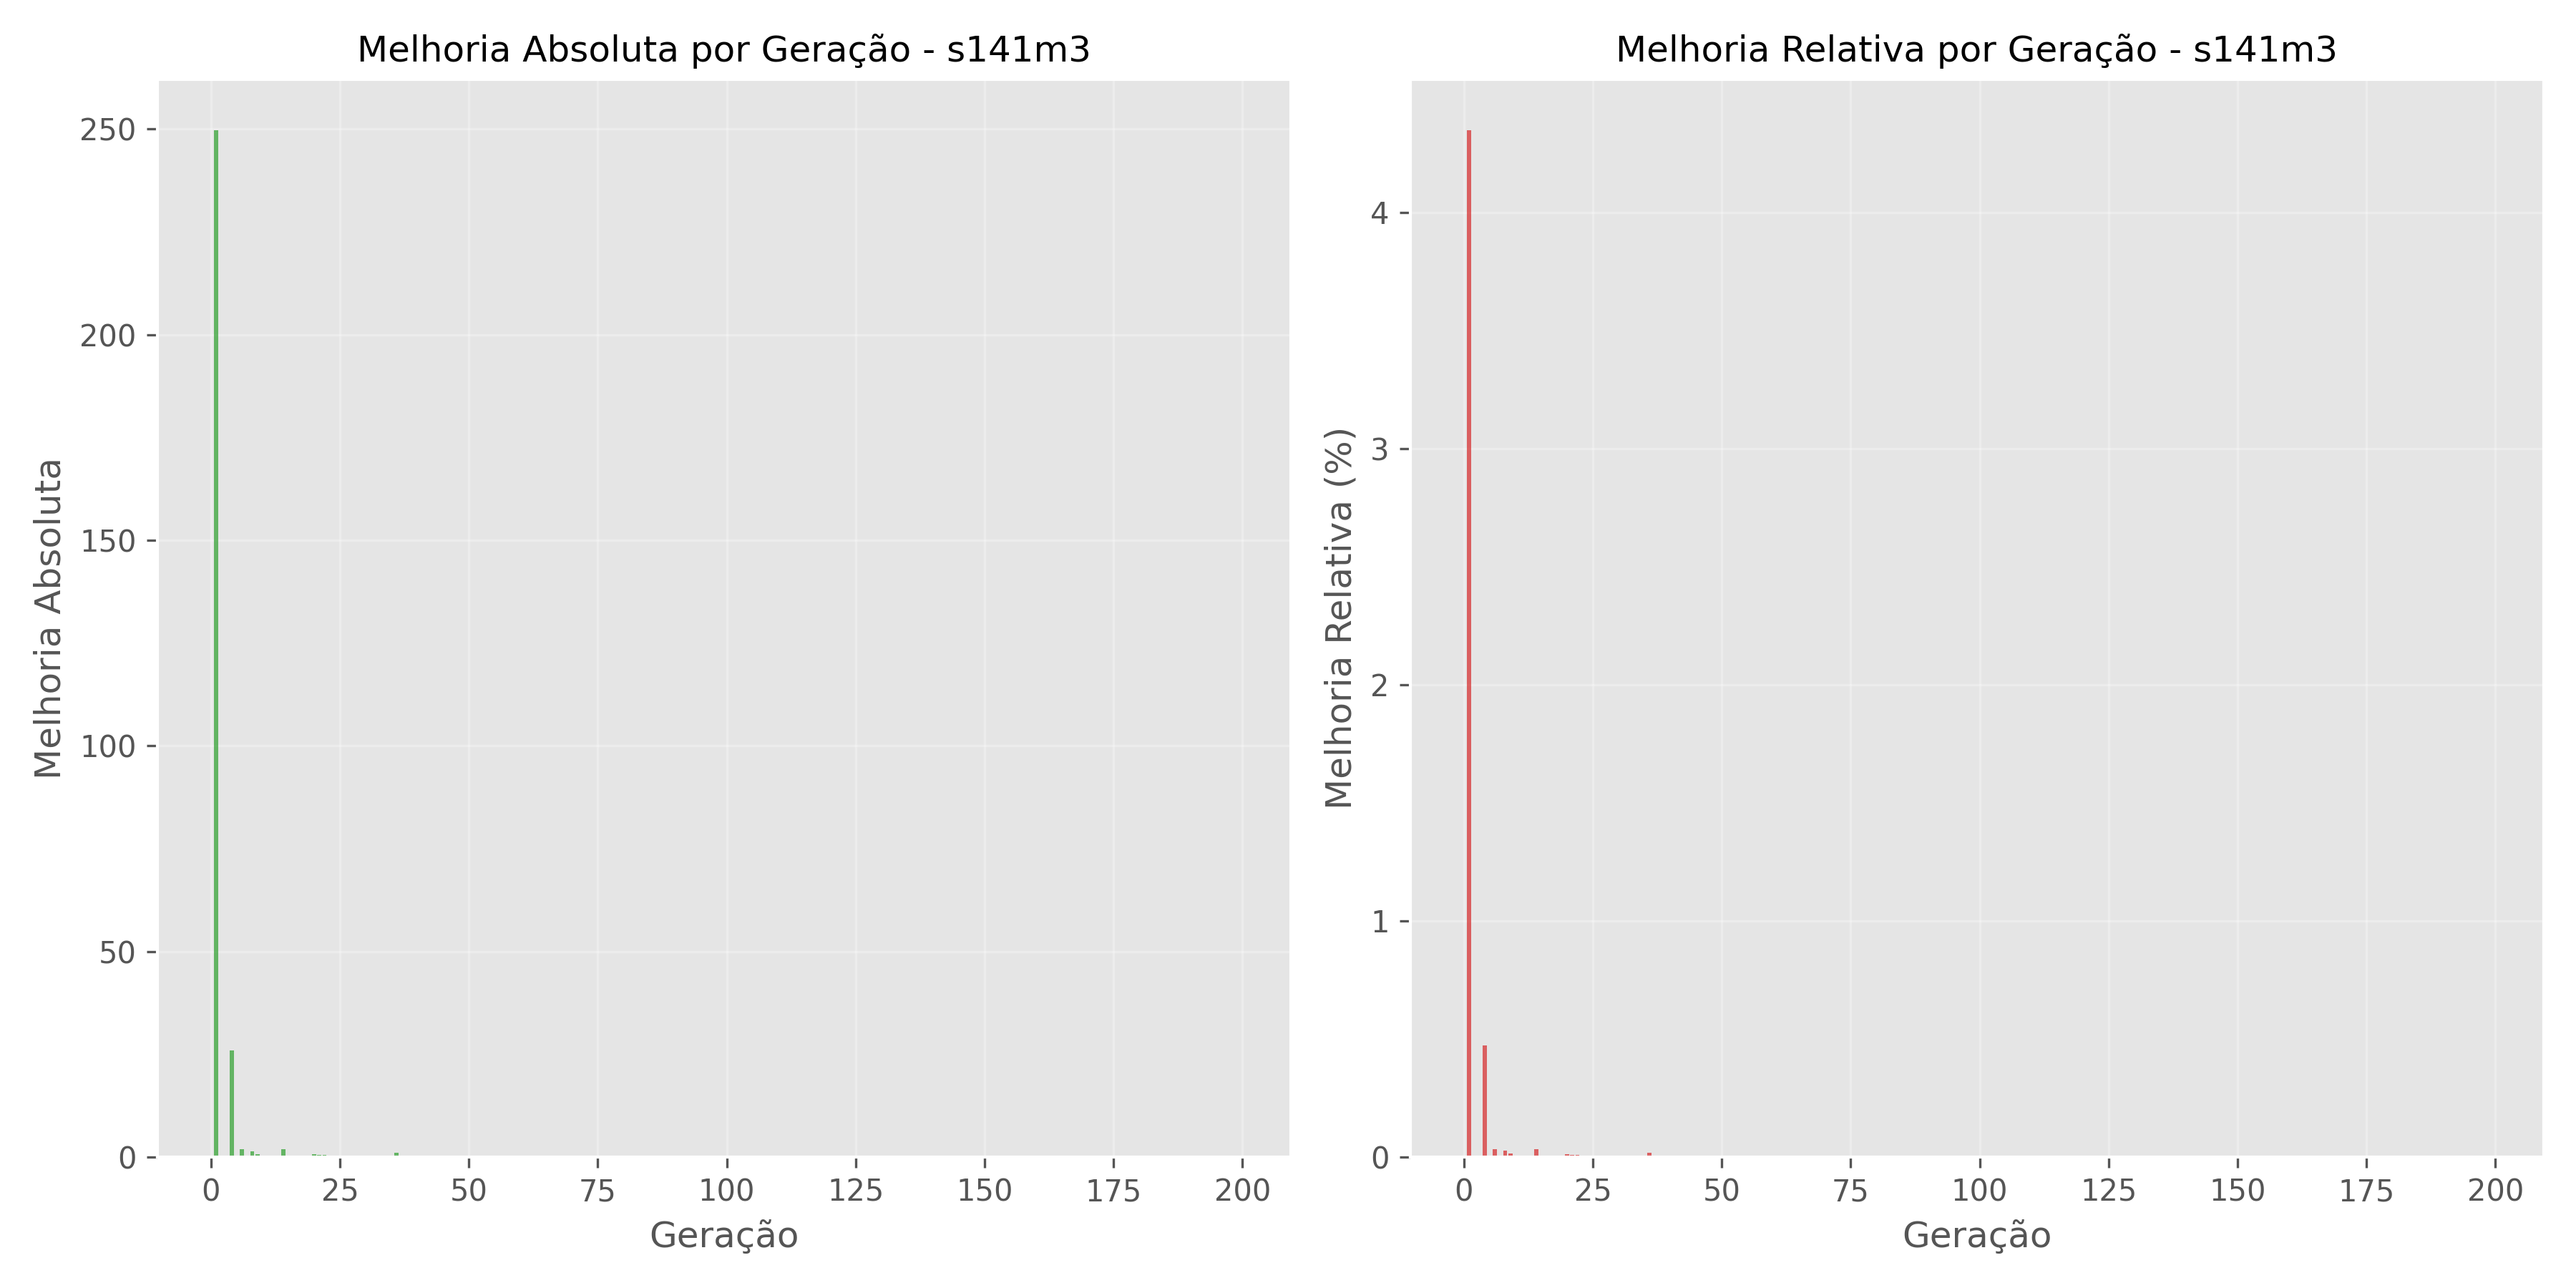 Melhoria Absoluta por Geração - s141m3
250
200
150
100
50
0
Melhoria Absoluta
0 25 50 75 100 125 150 175 200
Geração
Melhoria Relativa por Geração - s141m3
4
3
2
1
0
Melhoria Relativa (%)
0 25 50 75 100 125 150 175 200
Geração